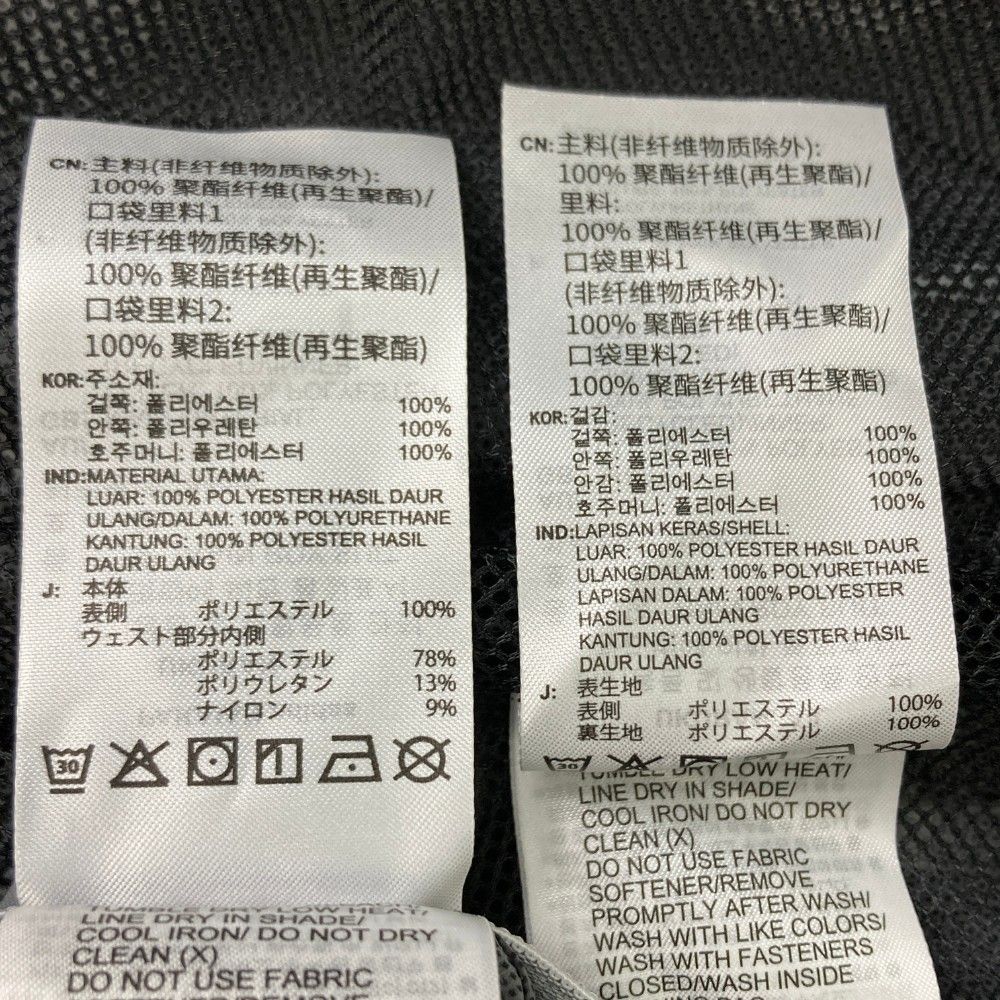 CN: 主料(非纤维物质除外):
100% 聚酯纤维(再生聚酯)/
口袋里料1
(非纤维物质除外):
100% 聚酯纤维(再生聚酯)/
口袋里料2:
100% 聚酯纤维(再生聚酯)
KOR: 주소재:
겉쪽: 폴리에스터 100%
안쪽: 폴리우레탄 100%
호주머니: 폴리에스터 100%
IND: MATERIAL UTAMA:
LUAR: 100% POLYESTER HASIL DAUR
ULANG/DALAM: 100% POLYURETHANE
KANTUNG: 100% POLYESTER HASIL
DAUR ULANG
J: 本体
表側 ポリエステル 100%
ウェスト部分内側
ポリエステル 78%
ポリウレタン 13%
ナイロン 9%
30
LINE DRY IN SHADE/
COOL IRON/ DO NOT DRY
CLEAN (X)
DO NOT USE FABRIC
CN: 主料(非纤维物质除外):
100% 聚酯纤维(再生聚酯)/
里料:
100% 聚酯纤维(再生聚酯)/
口袋里料1
(非纤维物质除外):
100% 聚酯纤维(再生聚酯)/
口袋里料2:
100% 聚酯纤维(再生聚酯)
KOR: 겉감:
겉쪽: 폴리에스터 100%
안쪽: 폴리우레탄 100%
안감: 폴리에스터 100%
호주머니: 폴리에스터 100%
IND: LAPISAN KERAS/SHELL:
LUAR: 100% POLYESTER HASIL DAUR
ULANG/DALAM: 100% POLYURETHANE
LAPISAN DALAM: 100% POLYESTER
HASIL DAUR ULANG
KANTUNG: 100% POLYESTER HASIL
DAUR ULANG
J: 表生地
表側 ポリエステル 100%
裏生地 ポリエステル 100%
30
TUMBLE DRY LOW HEAT/
LINE DRY IN SHADE/
COOL IRON/ DO NOT DRY
CLEAN (X)
DO NOT USE FABRIC
SOFTENER/REMOVE
PROMPTLY AFTER WASH/
WASH WITH LIKE COLORS/
WASH WITH FASTENERS
CLOSED/WASH INSIDE